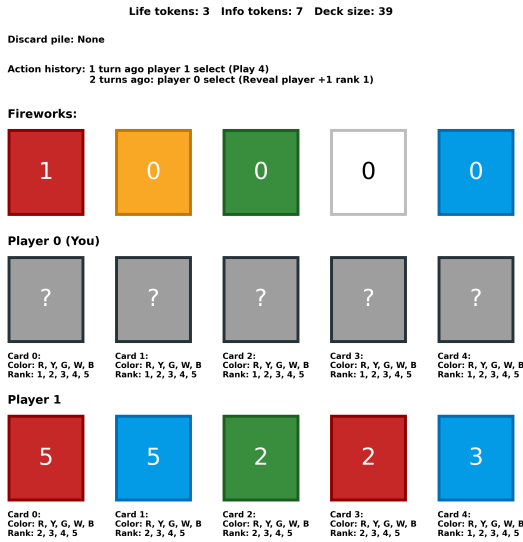 Life tokens: 3 Info tokens: 7 Deck size: 39
Discard pile: None
Action history: 1 turn ago player 1 select (Play 4)
2 turns ago: player 0 select (Reveal player +1 rank 1)
Fireworks:
1 0 0 0 0
Player 0 (You)
? ? ? ? ?
Card 0: Card 1: Card 2: Card 3: Card 4:
Color: R, Y, G, W, B Color: R, Y, G, W, B Color: R, Y, G, W, B Color: R, Y, G, W, B Color: R, Y, G, W, B
Rank: 1, 2, 3, 4, 5 Rank: 1, 2, 3, 4, 5 Rank: 1, 2, 3, 4, 5 Rank: 1, 2, 3, 4, 5 Rank: 1, 2, 3, 4, 5
Player 1
5 5 2 2 3
Card 0: Card 1: Card 2: Card 3: Card 4:
Color: R, Y, G, W, B Color: R, Y, G, W, B Color: R, Y, G, W, B Color: R, Y, G, W, B Color: R, Y, G, W, B
Rank: 2, 3, 4, 5 Rank: 2, 3, 4, 5 Rank: 2, 3, 4, 5 Rank: 2, 3, 4, 5 Rank: 1, 2, 3, 4, 5